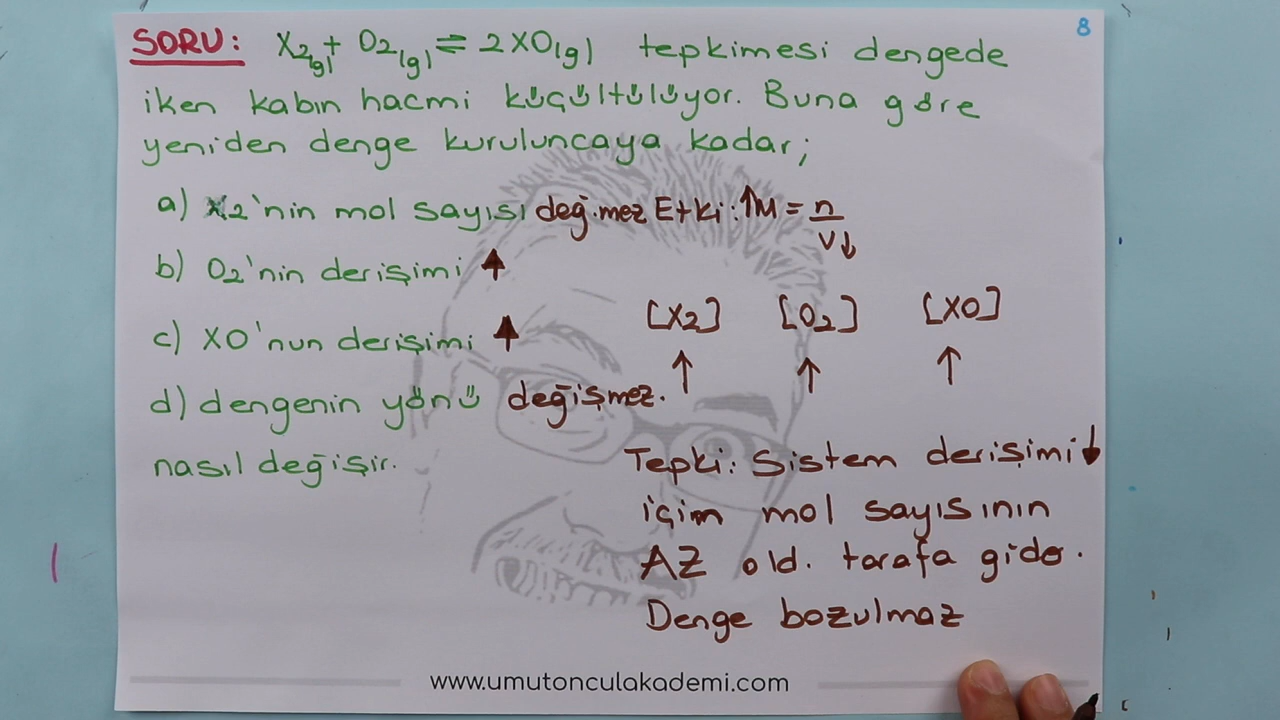 8
SORU: X2(g) + O2(g) ⇌ 2XO(g) tepkimesi dengede
iken kabın hacmi küçültülüyor. Buna göre
yeniden denge kuruluncaya kadar;
a) X2'nin mol sayısı değ.mez Etki: ↑M = n/V↓
b) O2'nin derişimi ↑
c) XO'nun derişimi ↑
d) dengenin yönü değişmez.
nasıl değişir.
[X2] [O2] [XO]
↑ ↑ ↑
Tepki: Sistem derişimi↓
içim mol sayısının
AZ old. tarafa gider.
Denge bozulmaz
www.umutonculakademi.com